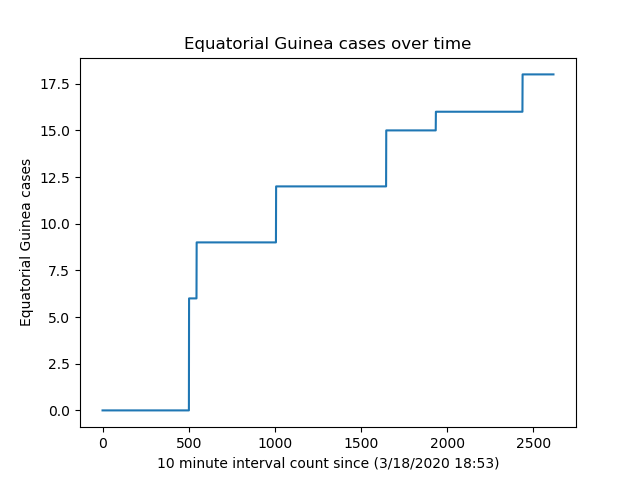 Equatorial Guinea cases over time
17.5
15.0
12.5
10.0
7.5
5.0
2.5
0.0
Equatorial Guinea cases
0 500 1000 1500 2000 2500
10 minute interval count since (3/18/2020 18:53)